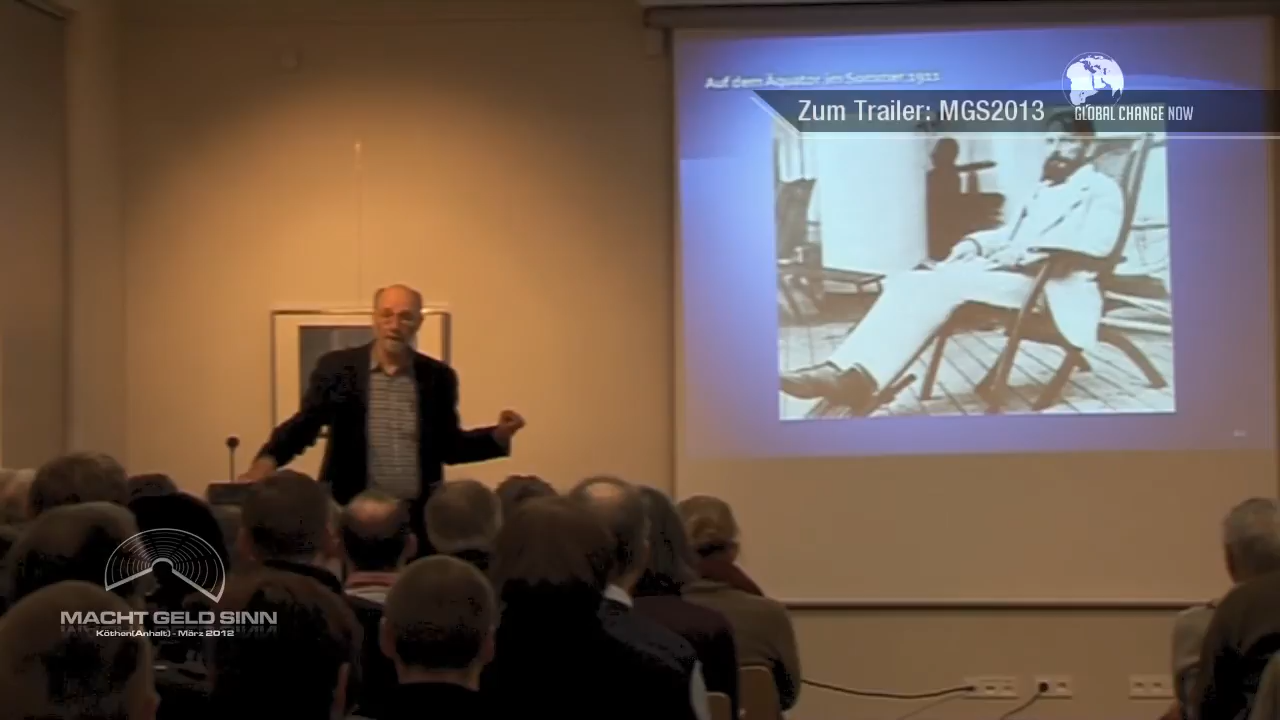 Auf dem Äquator im Sommer 1911
Zum Trailer: MGS2013
GLOBAL CHANGE NOW
MACHT GELD SINN
Köthen(Anhalt) - März 2012